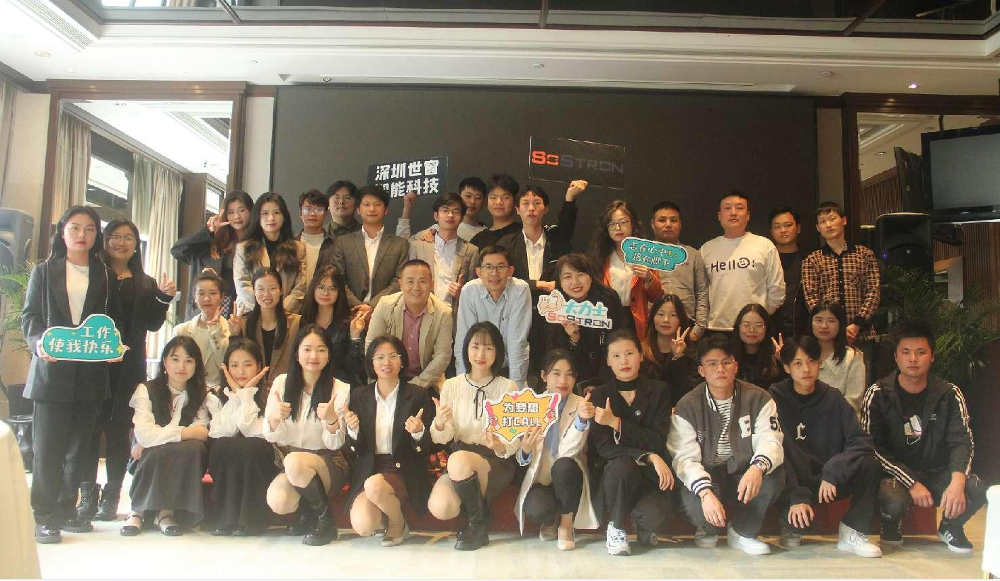 深圳世窗
智能科技
SOSTRON
志在心中
路在脚下
Hello!
大力士
SOSTRON
工作
使我快乐
为梦想
打CALL